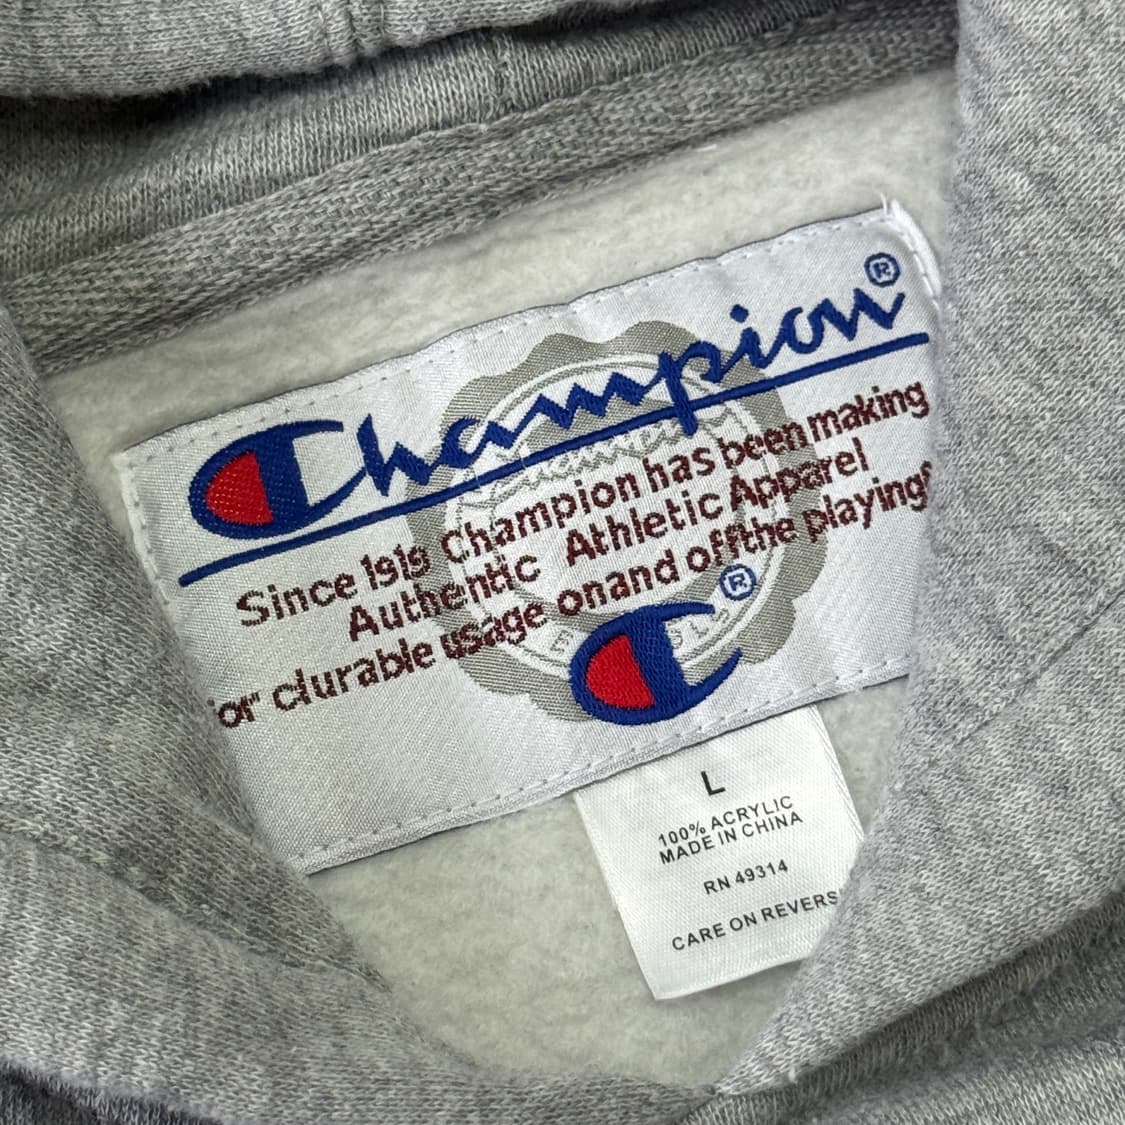 Champion®
Since 1919 Champion has been making
Authentic Athletic Apparel
or" clurable usage onand offthe playing
®
L
100% ACRYLIC
MADE IN CHINA
RN 49314
CARE ON REVERS